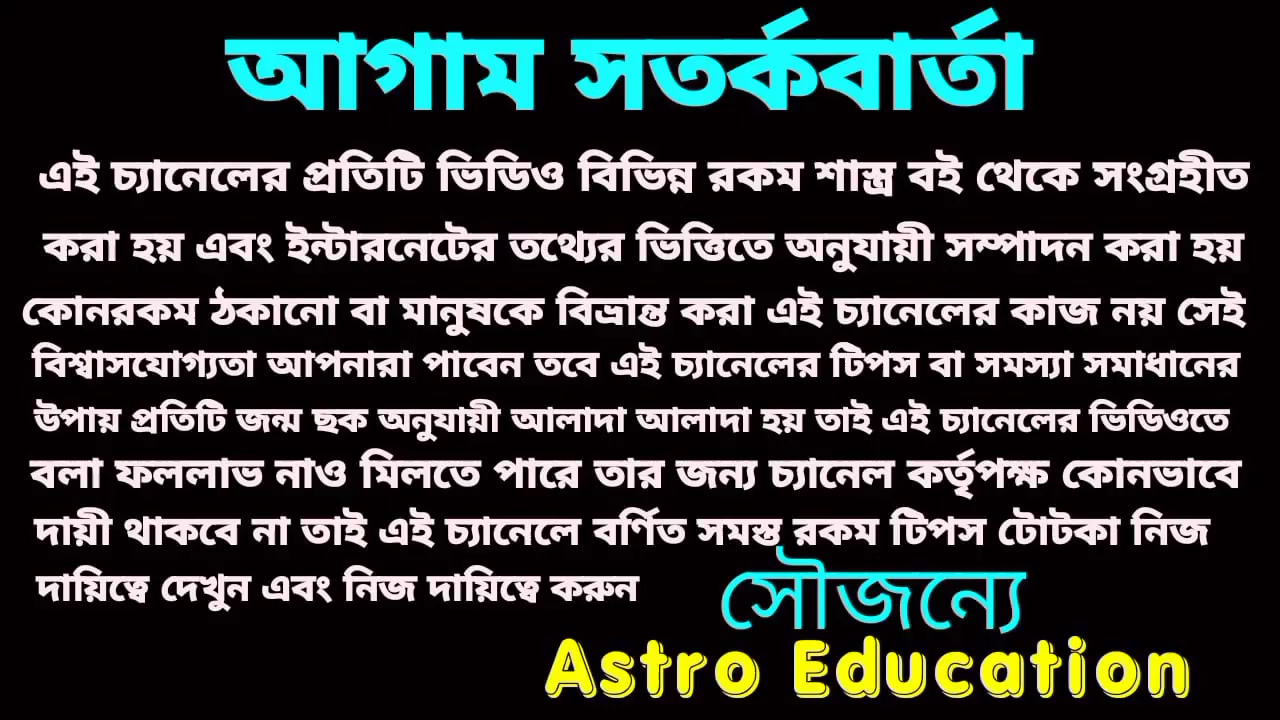 আগাম সতর্কবার্তা
এই চ্যানেলের প্রতিটি ভিডিও বিভিন্ন রকম শাস্ত্র বই থেকে সংগ্রহীত
করা হয় এবং ইন্টারনেটের তথ্যের ভিত্তিতে অনুযায়ী সম্পাদন করা হয়
কোনরকম ঠকানো বা মানুষকে বিভ্রান্ত করা এই চ্যানেলের কাজ নয় সেই
বিশ্বাসযোগ্যতা আপনারা পাবেন তবে এই চ্যানেলের টিপস বা সমস্যা সমাধানের
উপায় প্রতিটি জন্ম ছক অনুযায়ী আলাদা আলাদা হয় তাই এই চ্যানেলের ভিডিওতে
বলা ফললাভ নাও মিলতে পারে তার জন্য চ্যানেল কর্তৃপক্ষ কোনভাবে
দায়ী থাকবে না তাই এই চ্যানেলে বর্ণিত সমস্ত রকম টিপস টোটকা নিজ
দায়িত্বে দেখুন এবং নিজ দায়িত্বে করুন
সৌজন্যে
Astro Education